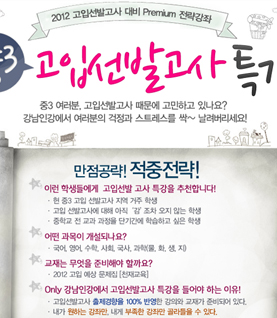 2012 고입선발고사 대비 Premium 전략강좌
중3
고입선발고사 특
중3 여러분, 고입선발고사 때문에 고민하고 있나요?
강남인강에서 여러분의 걱정과 스트레스를 싹~ 날려버리세요!
만점공략! 적중전략!
이런 학생들에게 고입선발 고사 특강을 추천합니다!
· 현 중3 고입 선발고사 지역 거주 학생
· 고입 선발고사에 대해 아직 '감' 조차 오지 않는 학생
· 중학교 전 교과 과정을 단기간에 학습하고 싶은 학생
어떤 과목이 개설되나요?
· 국어, 영어, 수학, 사회, 국사, 과학(물, 화, 생, 지)
교재는 무엇을 준비해야 할까요?
· 2012 고입 예상 문제집 [천재교육]
Only 강남인강에서 고입선발고사 특강을 들어야 하는 이유!
· 고입선발고사 출제경향을 100% 반영한 강의와 교재가 준비되어 있다.
· 내가 원하는 강좌만, 내게 부족한 강좌만 골라들을 수 있다.